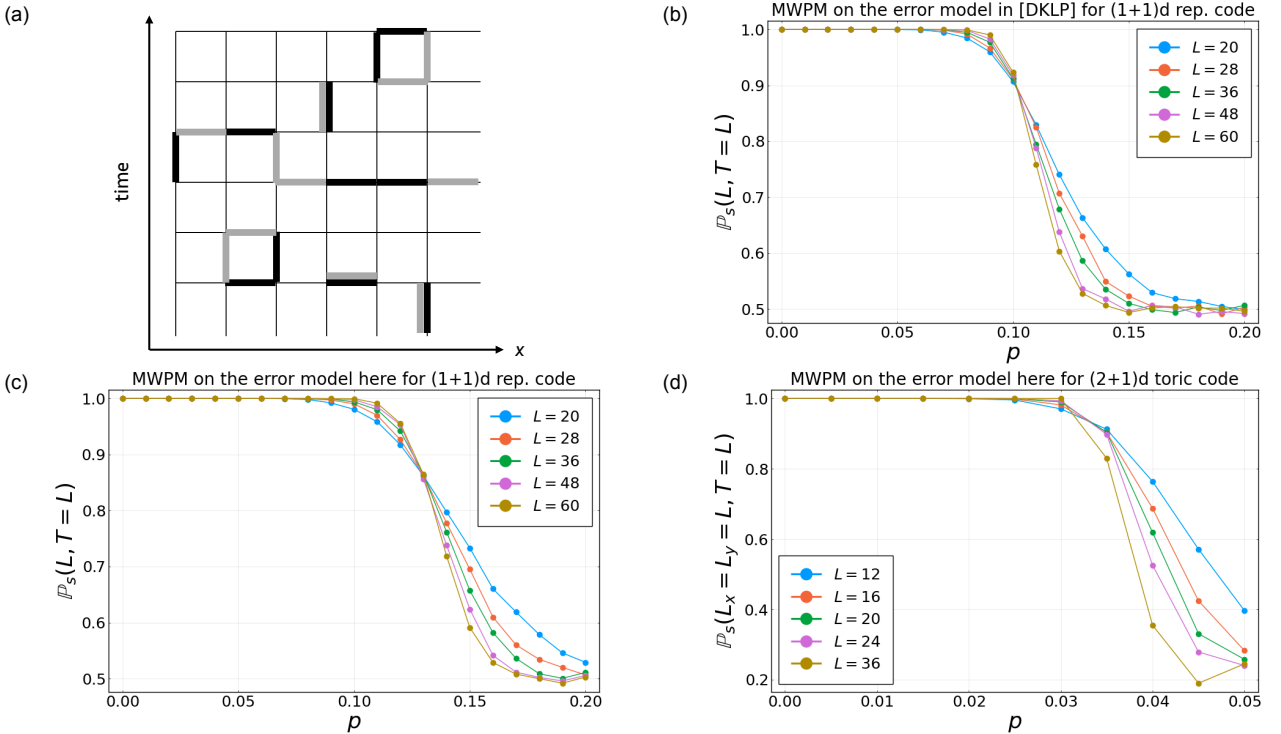 (a)
time
x
(b)
MWPM on the error model in [DKLP] for (1+1)d rep. code
ℙₛ(L, T = L)
1.0
0.9
0.8
0.7
0.6
0.5
0.00
0.05
0.10
0.15
0.20
p
L = 20
L = 28
L = 36
L = 48
L = 60
(c)
MWPM on the error model here for (1+1)d rep. code
ℙₛ(L, T = L)
1.0
0.9
0.8
0.7
0.6
0.5
0.00
0.05
0.10
0.15
0.20
p
L = 20
L = 28
L = 36
L = 48
L = 60
(d)
MWPM on the error model here for (2+1)d toric code
ℙₛ(Lₓ = L_y = L, T = L)
1.0
0.8
0.6
0.4
0.2
0.00
0.01
0.02
0.03
0.04
0.05
p
L = 12
L = 16
L = 20
L = 24
L = 36